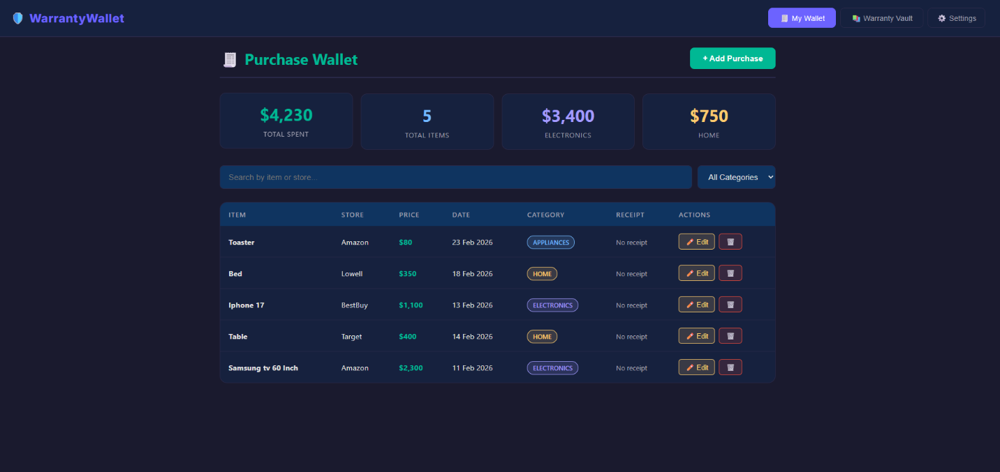 WarrantyWallet My Wallet Warranty Vault Settings
Purchase Wallet + Add Purchase
$4,230 5 $3,400 $750
TOTAL SPENT TOTAL ITEMS ELECTRONICS HOME
Search by item or store... All Categories
ITEM STORE PRICE DATE CATEGORY RECEIPT ACTIONS
Toaster Amazon $80 23 Feb 2026 APPLIANCES No receipt Edit
Bed Lowell $350 18 Feb 2026 HOME No receipt Edit
Iphone 17 BestBuy $1,100 13 Feb 2026 ELECTRONICS No receipt Edit
Table Target $400 14 Feb 2026 HOME No receipt Edit
Samsung tv 60 Inch Amazon $2,300 11 Feb 2026 ELECTRONICS No receipt Edit